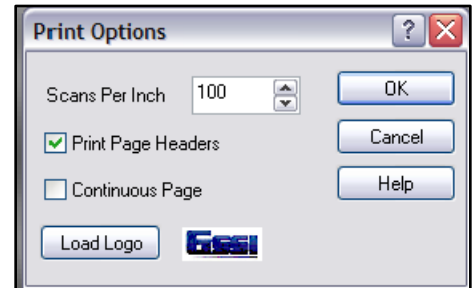 Print Options
Scans Per Inch 100 OK
Print Page Headers Cancel
Continuous Page Help
Load Logo GSSI